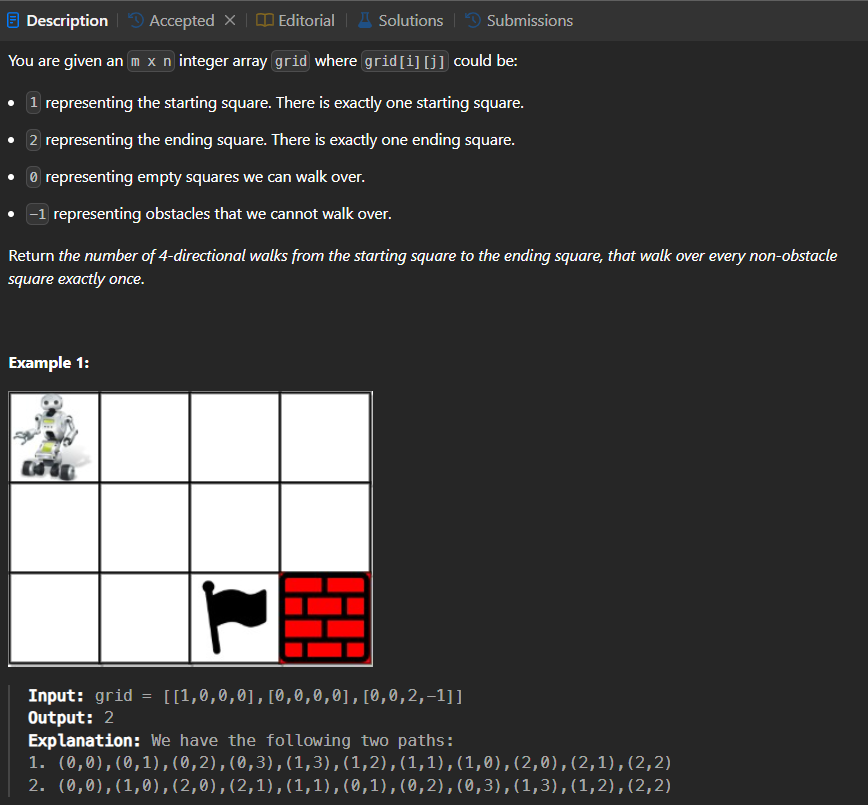 Description | Accepted × | Editorial | Solutions | Submissions
You are given an m x n integer array grid where grid[i][j] could be:
• 1 representing the starting square. There is exactly one starting square.
• 2 representing the ending square. There is exactly one ending square.
• 0 representing empty squares we can walk over.
• -1 representing obstacles that we cannot walk over.
Return the number of 4-directional walks from the starting square to the ending square, that walk over every non-obstacle
square exactly once.
Example 1:
Input: grid = [[1,0,0,0],[0,0,0,0],[0,0,2,-1]]
Output: 2
Explanation: We have the following two paths:
1. (0,0),(0,1),(0,2),(0,3),(1,3),(1,2),(1,1),(1,0),(2,0),(2,1),(2,2)
2. (0,0),(1,0),(2,0),(2,1),(1,1),(0,1),(0,2),(0,3),(1,3),(1,2),(2,2)